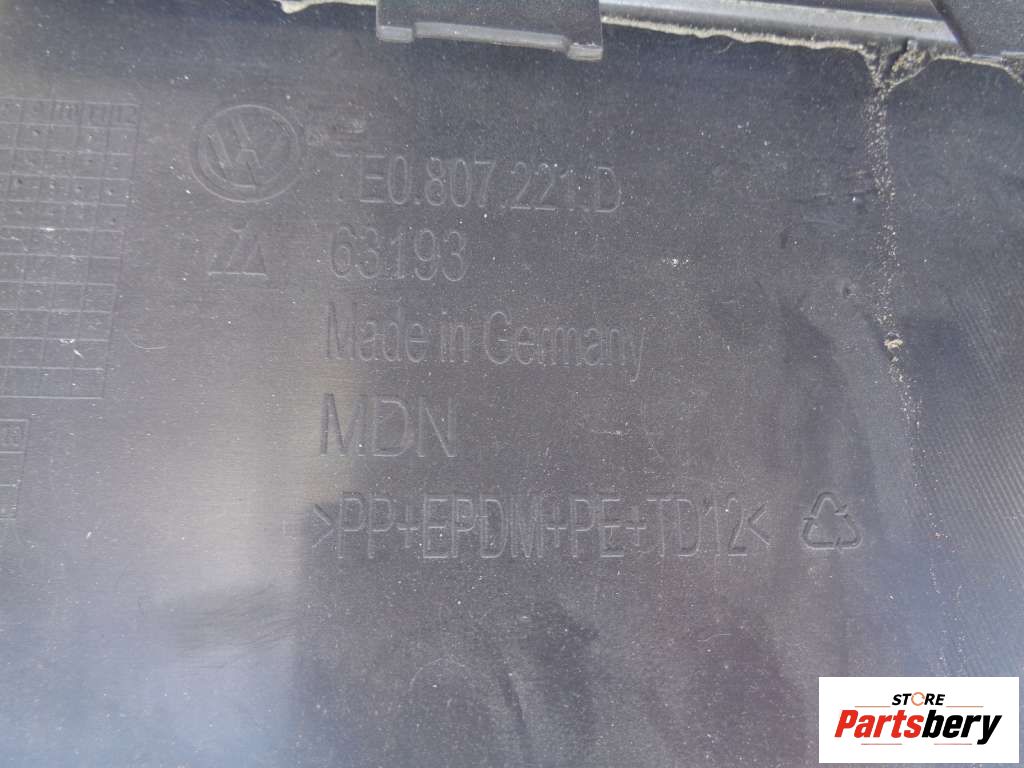 7E0.807.221.D
63193
Made in Germany
MDN
>PP+EPDM+PE+TD12<
STORE
Partsbery